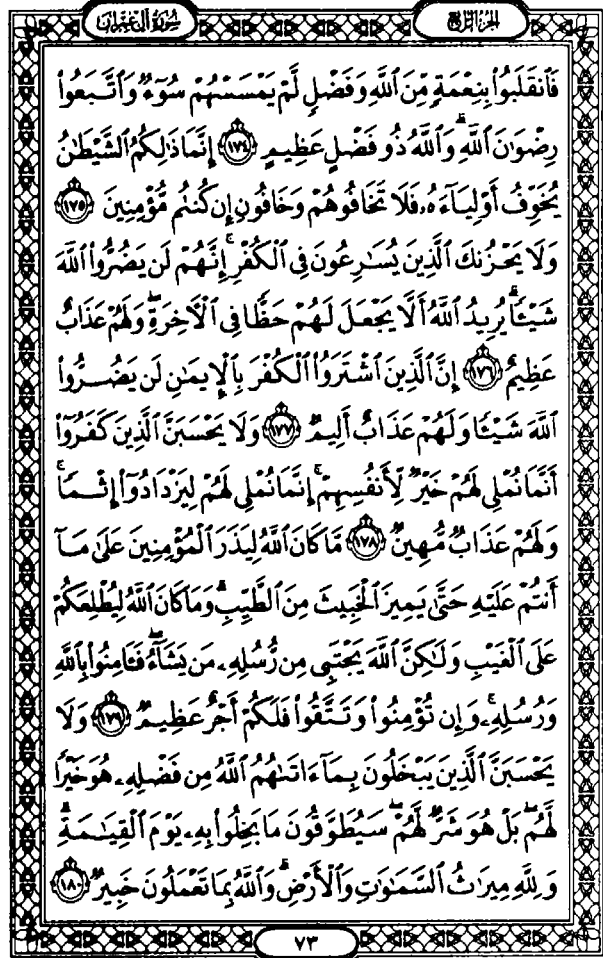 سُورَةُ آلِ عِمْرَانَ
الجزء الرابع
فَٱنقَلَبُوا۟ بِنِعْمَةٍ مِّنَ ٱللَّهِ وَفَضْلٍ لَّمْ يَمْسَسْهُمْ سُوٓءٌ وَٱتَّبَعُوا۟
رِضْوَٰنَ ٱللَّهِ ۗ وَٱللَّهُ ذُو فَضْلٍ عَظِيمٍ ﴿١٧٤﴾ إِنَّمَا ذَٰلِكُمُ ٱلشَّيْطَٰنُ
يُخَوِّفُ أَوْلِيَآءَهُۥ فَلَا تَخَافُوهُمْ وَخَافُونِ إِن كُنتُم مُّؤْمِنِينَ ﴿١٧٥﴾
وَلَا يَحْزُنكَ ٱلَّذِينَ يُسَٰرِعُونَ فِى ٱلْكُفْرِ ۚ إِنَّهُمْ لَن يَضُرُّوا۟ ٱللَّهَ
شَيْـًٔا ۗ يُرِيدُ ٱللَّهُ أَلَّا يَجْعَلَ لَهُمْ حَظًّا فِى ٱلْءَاخِرَةِ ۖ وَلَهُمْ عَذَابٌ
عَظِيمٌ ﴿١٧٦﴾ إِنَّ ٱلَّذِينَ ٱشْتَرَوُا۟ ٱلْكُفْرَ بِٱلْإِيمَٰنِ لَن يَضُرُّوا۟
ٱللَّهَ شَيْـًٔا وَلَهُمْ عَذَابٌ أَلِيمٌ ﴿١٧٧﴾ وَلَا يَحْسَبَنَّ ٱلَّذِينَ كَفَرُوٓا۟
أَنَّمَا نُمْلِى لَهُمْ خَيْرٌ لِّأَنفُسِهِمْ ۚ إِنَّمَا نُمْلِى لَهُمْ لِيَزْدَادُوٓا۟ إِثْمًا ۚ
وَلَهُمْ عَذَابٌ مُّهِينٌ ﴿١٧٨﴾ مَّا كَانَ ٱللَّهُ لِيَذَرَ ٱلْمُؤْمِنِينَ عَلَىٰ مَآ
أَنتُمْ عَلَيْهِ حَتَّىٰ يَمِيزَ ٱلْخَبِيثَ مِنَ ٱلطَّيِّبِ ۗ وَمَا كَانَ ٱللَّهُ لِيُطْلِعَكُمْ
عَلَى ٱلْغَيْبِ وَلَٰكِنَّ ٱللَّهَ يَجْتَبِى مِن رُّسُلِهِۦ مَن يَشَآءُ ۖ فَـَٔامِنُوا۟ بِٱللَّهِ
وَرُسُلِهِۦ ۚ وَإِن تُؤْمِنُوا۟ وَتَتَّقُوا۟ فَلَكُمْ أَجْرٌ عَظِيمٌ ﴿١٧٩﴾ وَلَا
يَحْسَبَنَّ ٱلَّذِينَ يَبْخَلُونَ بِمَآ ءَاتَىٰهُمُ ٱللَّهُ مِن فَضْلِهِۦ هُوَ خَيْرًا
لَّهُم ۖ بَلْ هُوَ شَرٌّ لَّهُمْ ۖ سَيُطَوَّقُونَ مَا بَخِلُوا۟ بِهِۦ يَوْمَ ٱلْقِيَٰمَةِ ۗ
وَلِلَّهِ مِيرَٰثُ ٱلسَّمَٰوَٰتِ وَٱلْأَرْضِ ۗ وَٱللَّهُ بِمَا تَعْمَلُونَ خَبِيرٌ ﴿١٨٠﴾
٧٣